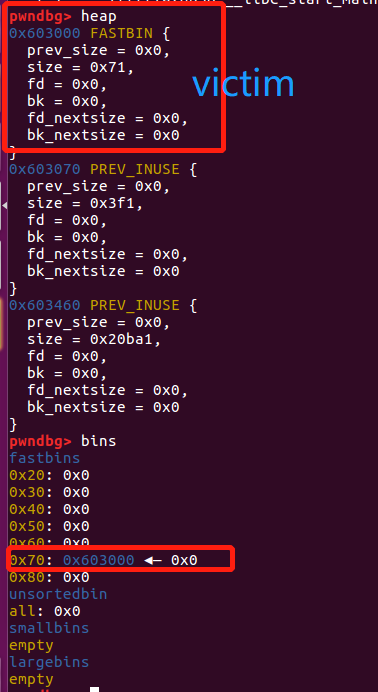 pwndbg> heap
0x603000 FASTBIN {
prev_size = 0x0,
size = 0x71,
fd = 0x0,
bk = 0x0,
fd_nextsize = 0x0,
bk_nextsize = 0x0
}
victim
0x603070 PREV_INUSE {
prev_size = 0x0,
size = 0x3f1,
fd = 0x0,
bk = 0x0,
fd_nextsize = 0x0,
bk_nextsize = 0x0
}
0x603460 PREV_INUSE {
prev_size = 0x0,
size = 0x20ba1,
fd = 0x0,
bk = 0x0,
fd_nextsize = 0x0,
bk_nextsize = 0x0
}
pwndbg> bins
fastbins
0x20: 0x0
0x30: 0x0
0x40: 0x0
0x50: 0x0
0x60: 0x0
0x70: 0x603000 ◂— 0x0
0x80: 0x0
unsortedbin
all: 0x0
smallbins
empty
largebins
empty